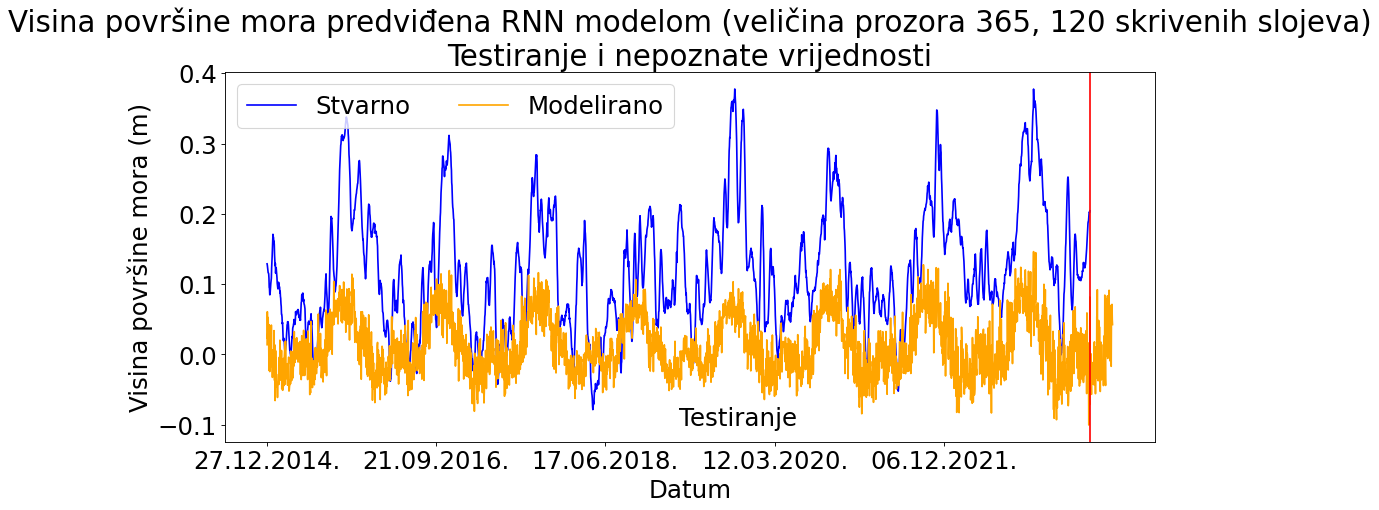 Visina površine mora predviđena RNN modelom (veličina prozora 365, 120 skrivenih slojeva)
Testiranje i nepoznate vrijednosti
Stvarno
Modelirano
Visina površine mora (m)
0.4
0.3
0.2
0.1
0.0
−0.1
Testiranje
27.12.2014.
21.09.2016.
17.06.2018.
12.03.2020.
06.12.2021.
Datum